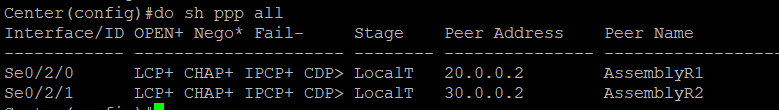 Center(config)#do sh ppp all
Interface/ID OPEN+ Nego* Fail-     Stage    Peer Address    Peer Name
------------ --------------------- -------- --------------- --------------------
Se0/2/0      LCP+ CHAP+ IPCP+ CDP> LocalT   20.0.0.2        AssemblyR1
Se0/2/1      LCP+ CHAP+ IPCP+ CDP> LocalT   30.0.0.2        AssemblyR2
Center(config)#